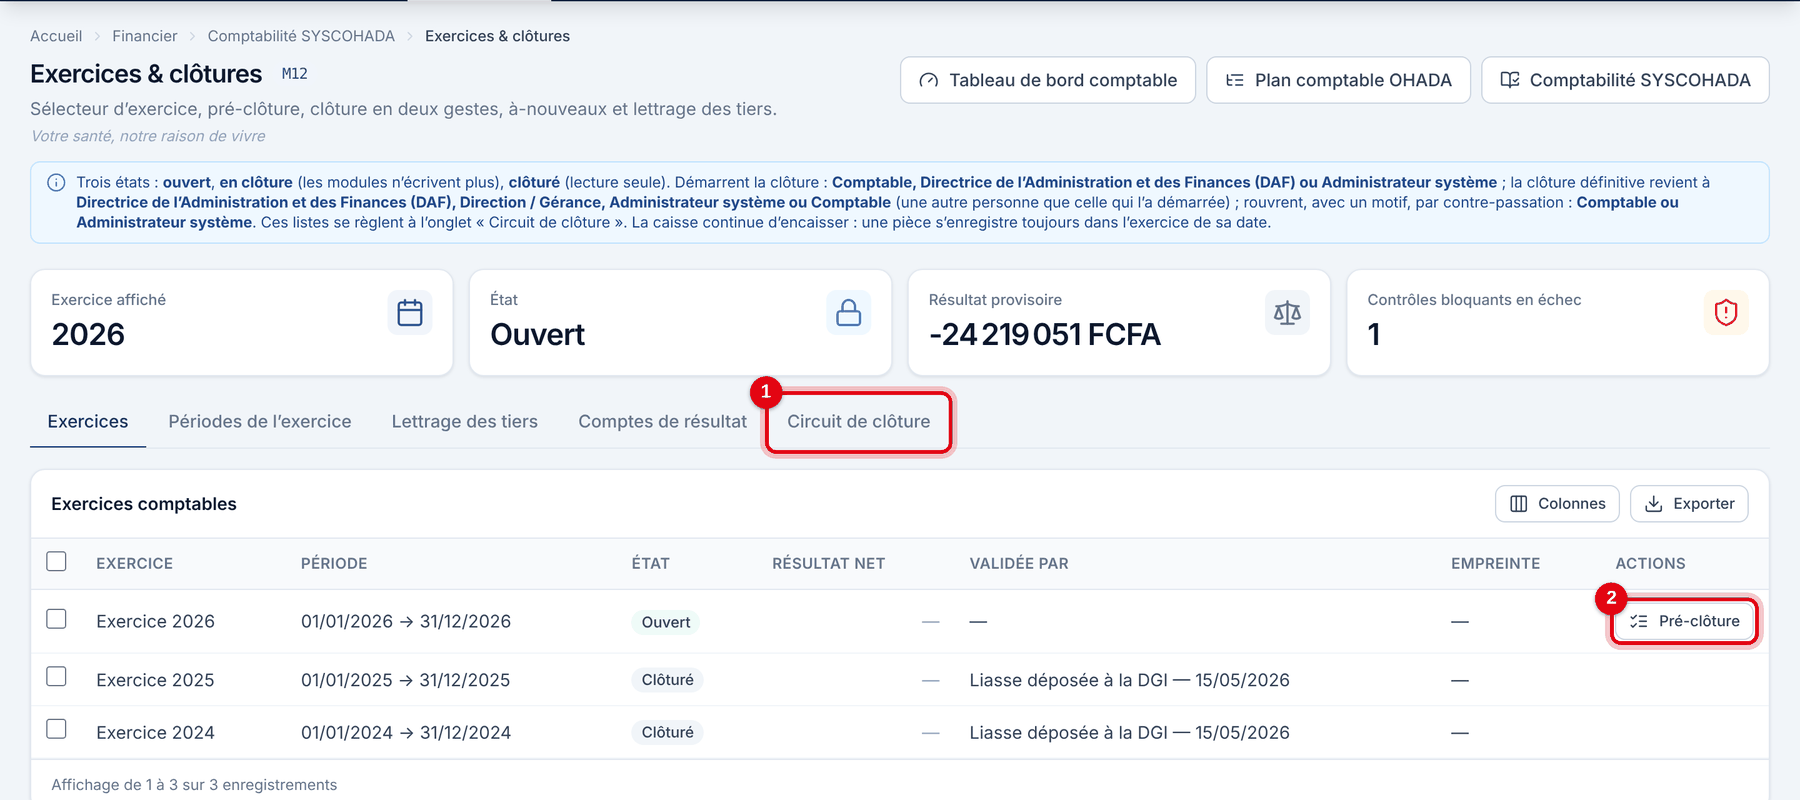 Accueil > Financier > Comptabilité SYSCOHADA > Exercices & clôtures
Exercices & clôtures M12
Tableau de bord comptable
Plan comptable OHADA
Comptabilité SYSCOHADA
Sélecteur d’exercice, pré-clôture, clôture en deux gestes, à-nouveaux et lettrage des tiers.
Votre santé, notre raison de vivre
Trois états : ouvert, en clôture (les modules n’écrivent plus), clôturé (lecture seule). Démarrent la clôture : Comptable, Directrice de l’Administration et des Finances (DAF) ou Administrateur système ; la clôture définitive revient à
Directrice de l’Administration et des Finances (DAF), Direction / Gérance, Administrateur système ou Comptable (une autre personne que celle qui l’a démarrée) ; rouvrent, avec un motif, par contre-passation : Comptable ou
Administrateur système. Ces listes se règlent à l’onglet « Circuit de clôture ». La caisse continue d’encaisser : une pièce s’enregistre toujours dans l’exercice de sa date.
Exercice affiché
2026
État
Ouvert
Résultat provisoire
-24 219 051 FCFA
Contrôles bloquants en échec
1
1
Exercices Périodes de l’exercice Lettrage des tiers Comptes de résultat Circuit de clôture
Exercices comptables
Colonnes
Exporter
EXERCICE PÉRIODE ÉTAT RÉSULTAT NET VALIDÉE PAR EMPREINTE ACTIONS
2
Exercice 2026 01/01/2026 → 31/12/2026 Ouvert — — — Pré-clôture
Exercice 2025 01/01/2025 → 31/12/2025 Clôturé — Liasse déposée à la DGI — 15/05/2026 —
Exercice 2024 01/01/2024 → 31/12/2024 Clôturé — Liasse déposée à la DGI — 15/05/2026 —
Affichage de 1 à 3 sur 3 enregistrements